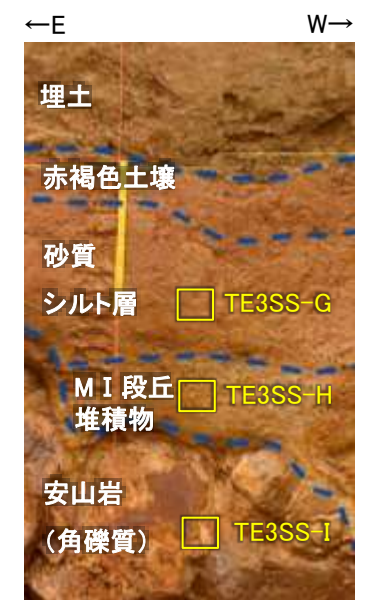 ←E W→
埋土
赤褐色土壌
砂質
シルト層 TE3SS-G
ＭⅠ段丘 TE3SS-H
堆積物
安山岩
（角礫質） TE3SS-I